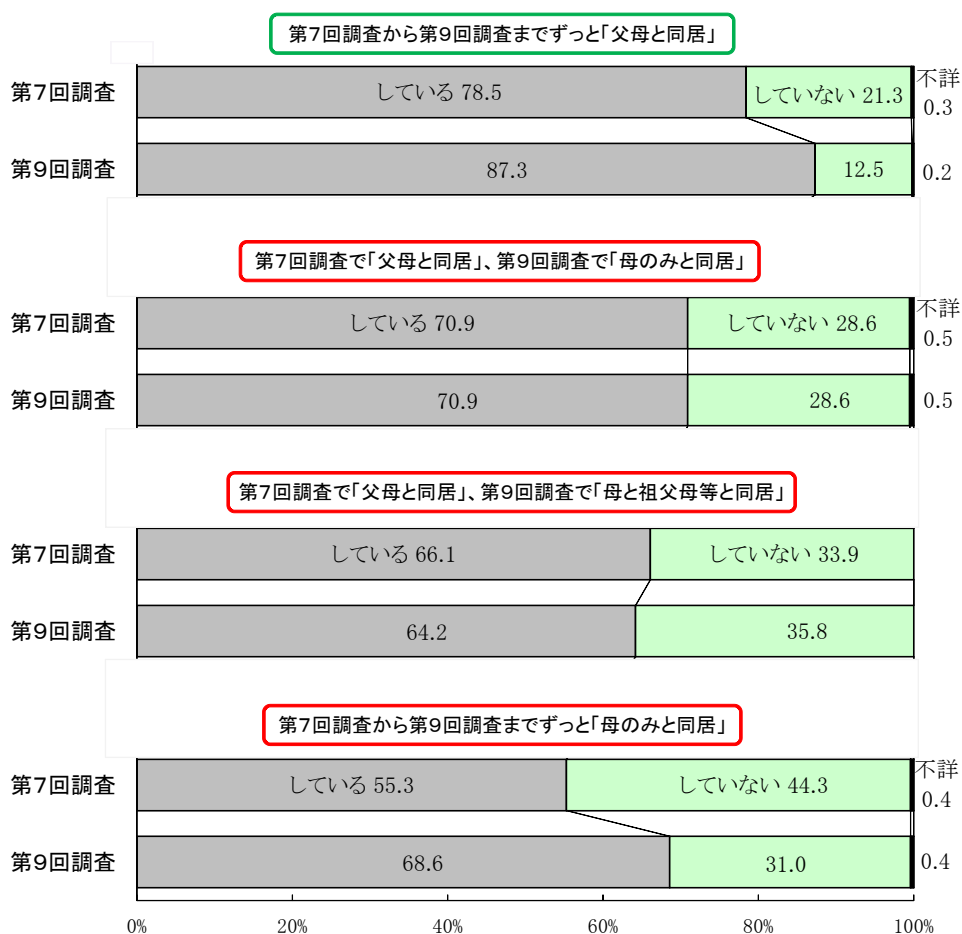 第7回調査から第9回調査までずっと「父母と同居」
第7回調査 している 78.5 していない 21.3 不詳 0.3
第9回調査 87.3 12.5 0.2
第7回調査で「父母と同居」、第9回調査で「母のみと同居」
第7回調査 している 70.9 していない 28.6 不詳 0.5
第9回調査 70.9 28.6 0.5
第7回調査で「父母と同居」、第9回調査で「母と祖父母等と同居」
第7回調査 している 66.1 していない 33.9
第9回調査 64.2 35.8
第7回調査から第9回調査までずっと「母のみと同居」
第7回調査 している 55.3 していない 44.3 不詳 0.4
第9回調査 68.6 31.0 0.4
0% 20% 40% 60% 80% 100%